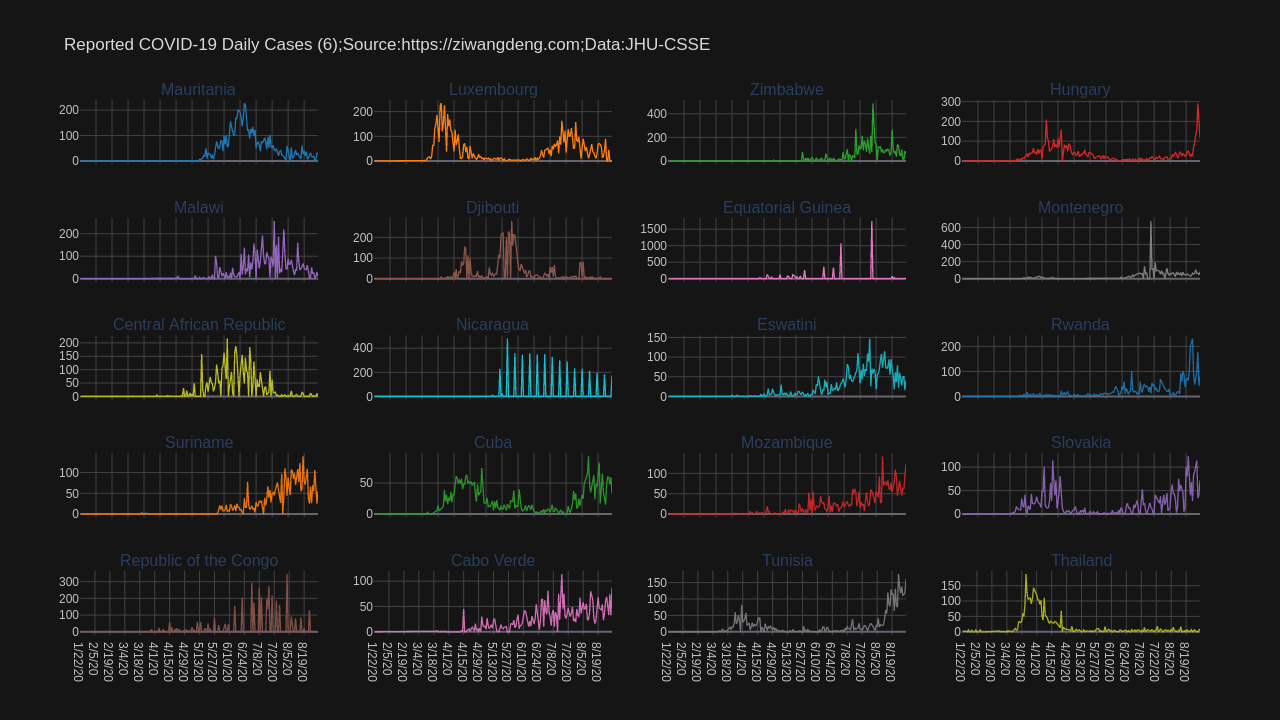 Reported COVID-19 Daily Cases (6);Source:https://ziwangdeng.com;Data:JHU-CSSE
Mauritania Luxembourg Zimbabwe Hungary
200 100 0
200 100 0
400 200 0
300 200 100 0
Malawi Djibouti Equatorial Guinea Montenegro
200 100 0
200 100 0
1500 1000 500 0
600 400 200 0
Central African Republic Nicaragua Eswatini Rwanda
200 150 100 50 0
400 200 0
150 100 50 0
200 100 0
Suriname Cuba Mozambique Slovakia
100 50 0
50 0
100 50 0
100 50 0
Republic of the Congo Cabo Verde Tunisia Thailand
300 200 100 0
100 50 0
150 100 50 0
150 100 50 0
1/22/20 2/5/20 3/4/20 3/18/20 4/1/20 4/15/20 4/29/20 5/13/20 5/27/20 6/10/20 6/24/20 7/8/20 7/22/20 8/5/20 8/19/20
1/22/20 2/5/20 3/4/20 3/18/20 4/1/20 4/15/20 4/29/20 5/13/20 5/27/20 6/10/20 6/24/20 7/8/20 7/22/20 8/5/20 8/19/20
1/22/20 2/5/20 3/4/20 3/18/20 4/1/20 4/15/20 4/29/20 5/13/20 5/27/20 6/10/20 6/24/20 7/8/20 7/22/20 8/5/20 8/19/20
1/22/20 2/5/20 3/4/20 3/18/20 4/1/20 4/15/20 4/29/20 5/13/20 5/27/20 6/10/20 6/24/20 7/8/20 7/22/20 8/5/20 8/19/20